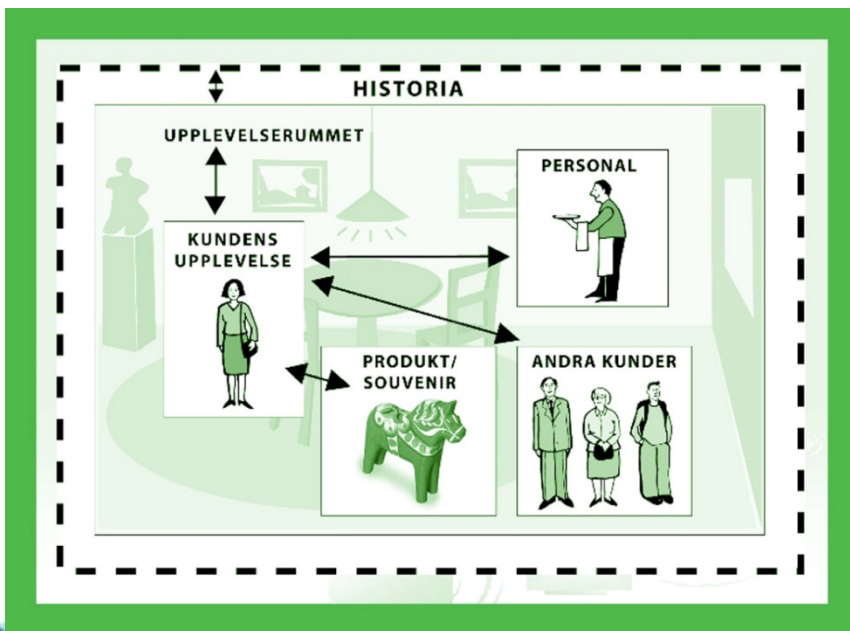 HISTORIA
UPPLEVELSERUMMET
PERSONAL
KUNDENS
UPPLEVELSE
PRODUKT/
SOUVENIR
ANDRA KUNDER